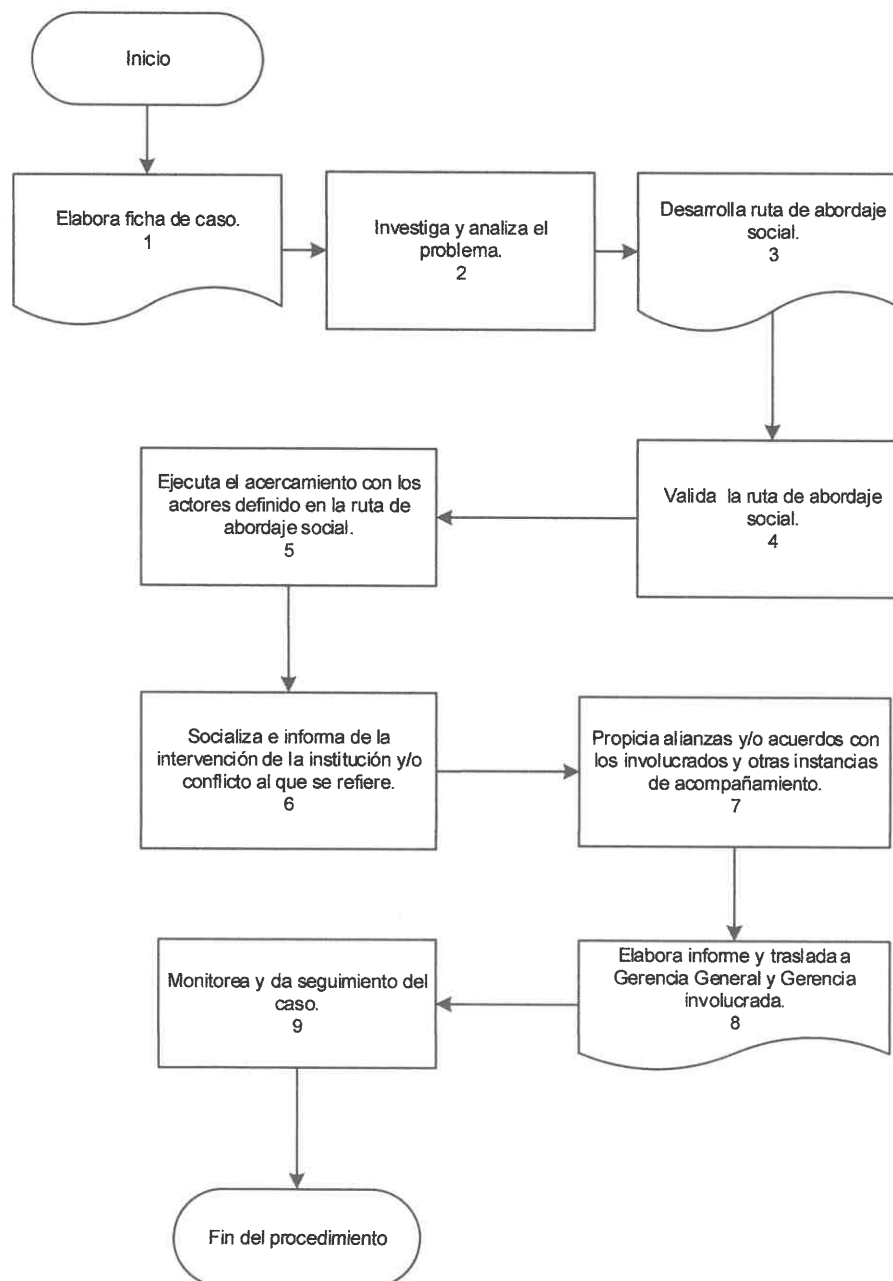 Inicio
Elabora ficha de caso.
1
Investiga y analiza el
problema.
2
Desarrolla ruta de abordaje
social.
3
Valida la ruta de abordaje
social.
4
Ejecuta el acercamiento con los
actores definido en la ruta de
abordaje social.
5
Socializa e informa de la
intervención de la institución y/o
conflicto al que se refiere.
6
Propicia alianzas y/o acuerdos con
los involucrados y otras instancias
de acompañamiento.
7
Elabora informe y traslada a
Gerencia General y Gerencia
involucrada.
8
Monitorea y da seguimiento del
caso.
9
Fin del procedimiento